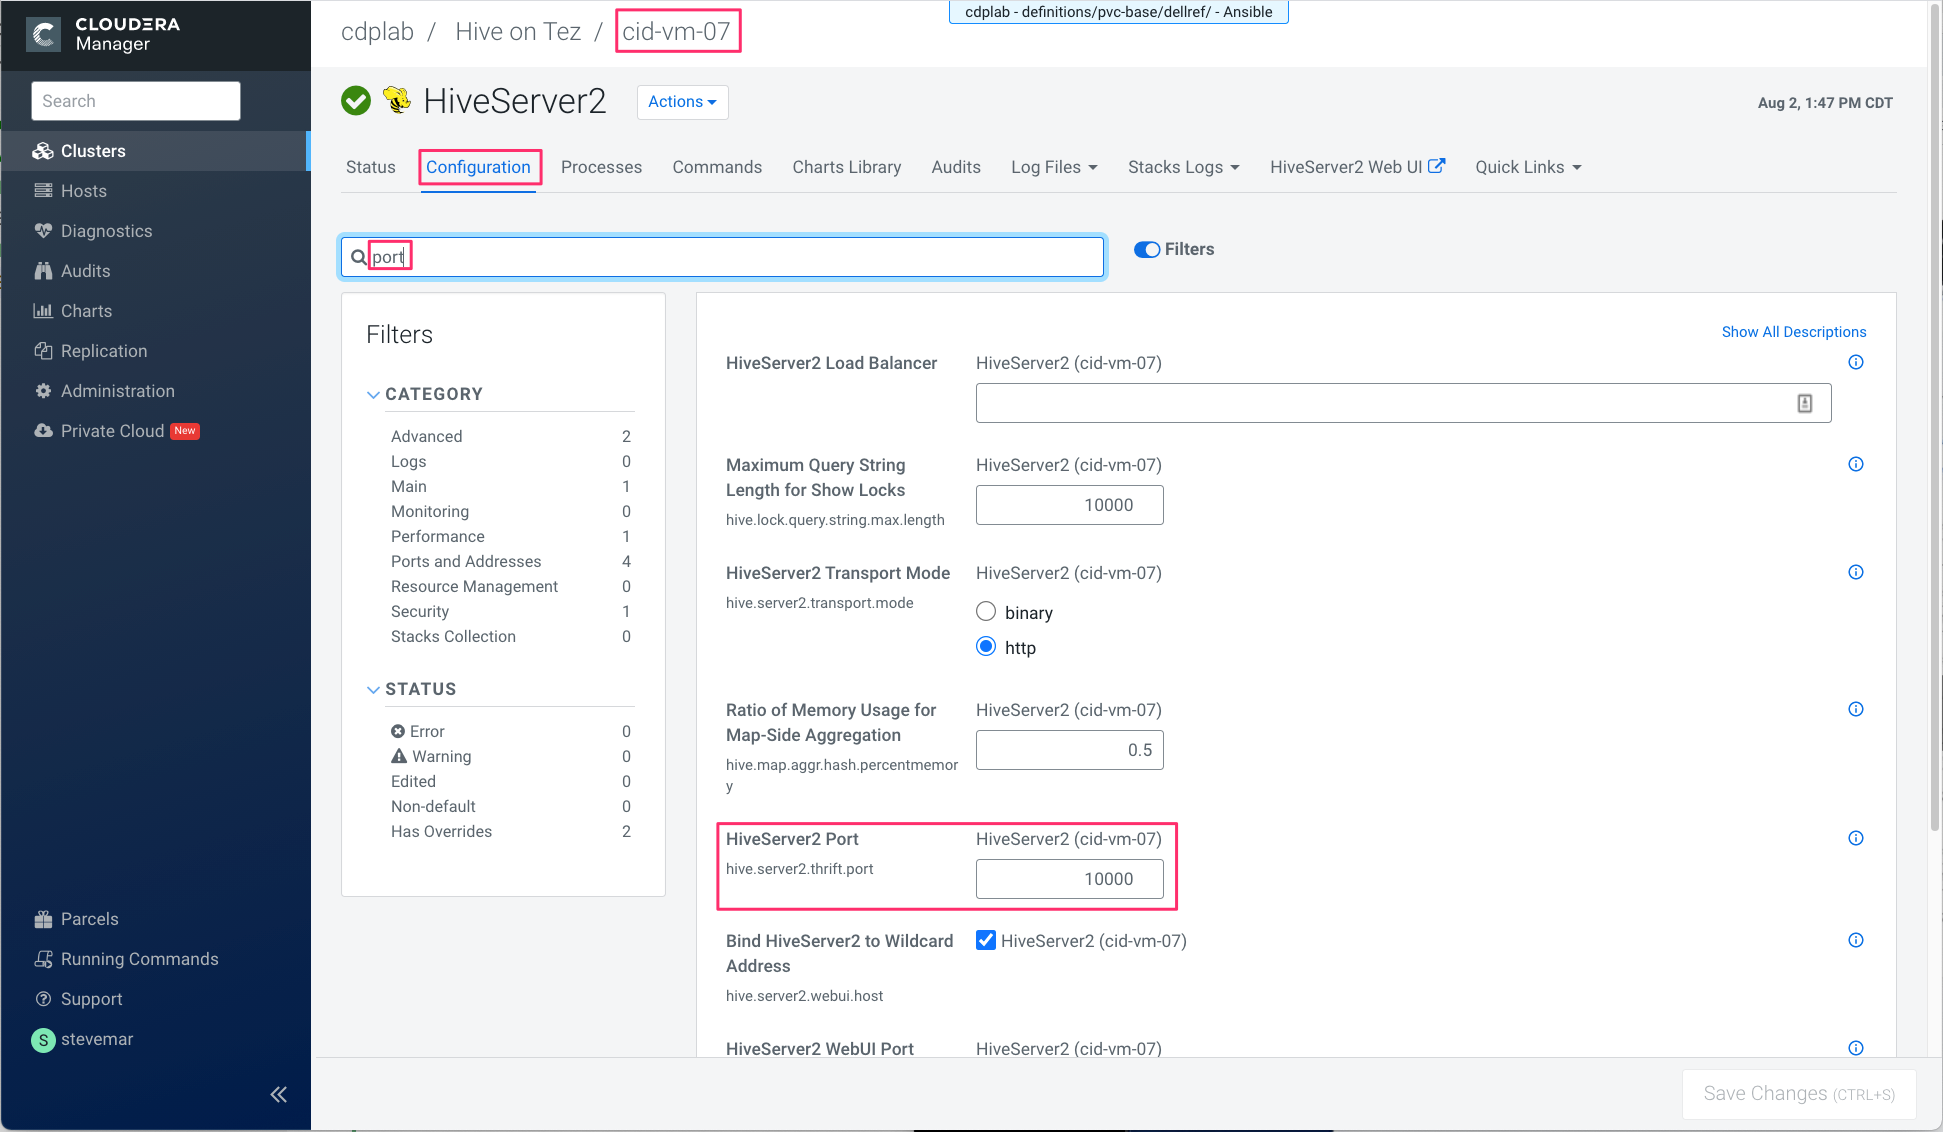 cdplab - definitions/pvc-base/dellref/ - Ansible
CLOUDERA
Manager
cdplab / Hive on Tez / cid-vm-07
Search
Clusters
Hosts
Diagnostics
Audits
Charts
Replication
Administration
Private Cloud New
Parcels
Running Commands
Support
S stevemar
HiveServer2
Actions
Aug 2, 1:47 PM CDT
Status Configuration Processes Commands Charts Library Audits Log Files Stacks Logs HiveServer2 Web UI Quick Links
port
Filters
Filters
CATEGORY
Advanced 2
Logs 0
Main 1
Monitoring 0
Performance 1
Ports and Addresses 4
Resource Management 0
Security 1
Stacks Collection 0
STATUS
Error 0
Warning 0
Edited 0
Non-default 0
Has Overrides 2
Show All Descriptions
HiveServer2 Load Balancer HiveServer2 (cid-vm-07)
Maximum Query String HiveServer2 (cid-vm-07)
Length for Show Locks
10000
hive.lock.query.string.max.length
HiveServer2 Transport Mode HiveServer2 (cid-vm-07)
hive.server2.transport.mode
binary
http
Ratio of Memory Usage for HiveServer2 (cid-vm-07)
Map-Side Aggregation
0.5
hive.map.aggr.hash.percentmemor
y
HiveServer2 Port HiveServer2 (cid-vm-07)
hive.server2.thrift.port
10000
Bind HiveServer2 to Wildcard HiveServer2 (cid-vm-07)
Address
hive.server2.webui.host
HiveServer2 WebUI Port HiveServer2 (cid-vm-07)
Save Changes (CTRL+S)